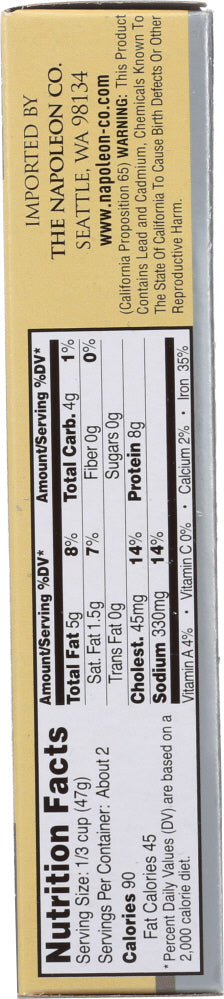 Nutrition Facts
Serving Size: 1/3 cup (47g)
Servings Per Container: About 2
Calories 90
Fat Calories 45
* Percent Daily Values (DV) are based on a
2,000 calorie diet.
Amount/Serving %DV* Amount/Serving %DV*
Total Fat 5g 8% Total Carb. 4g 1%
Sat. Fat 1.5g 7% Fiber 0g 0%
Trans Fat 0g Sugars 0g
Cholest. 45mg 14% Protein 8g
Sodium 330mg 14%
Vitamin A 4% • Vitamin C 0% • Calcium 2% • Iron 35%
IMPORTED BY
THE NAPOLEON CO.
SEATTLE, WA 98134
www.napoleon-co.com
(California Proposition 65) WARNING: This Product
Contains Lead and Cadmium, Chemicals Known To
The State Of California To Cause Birth Defects Or Other
Reproductive Harm.